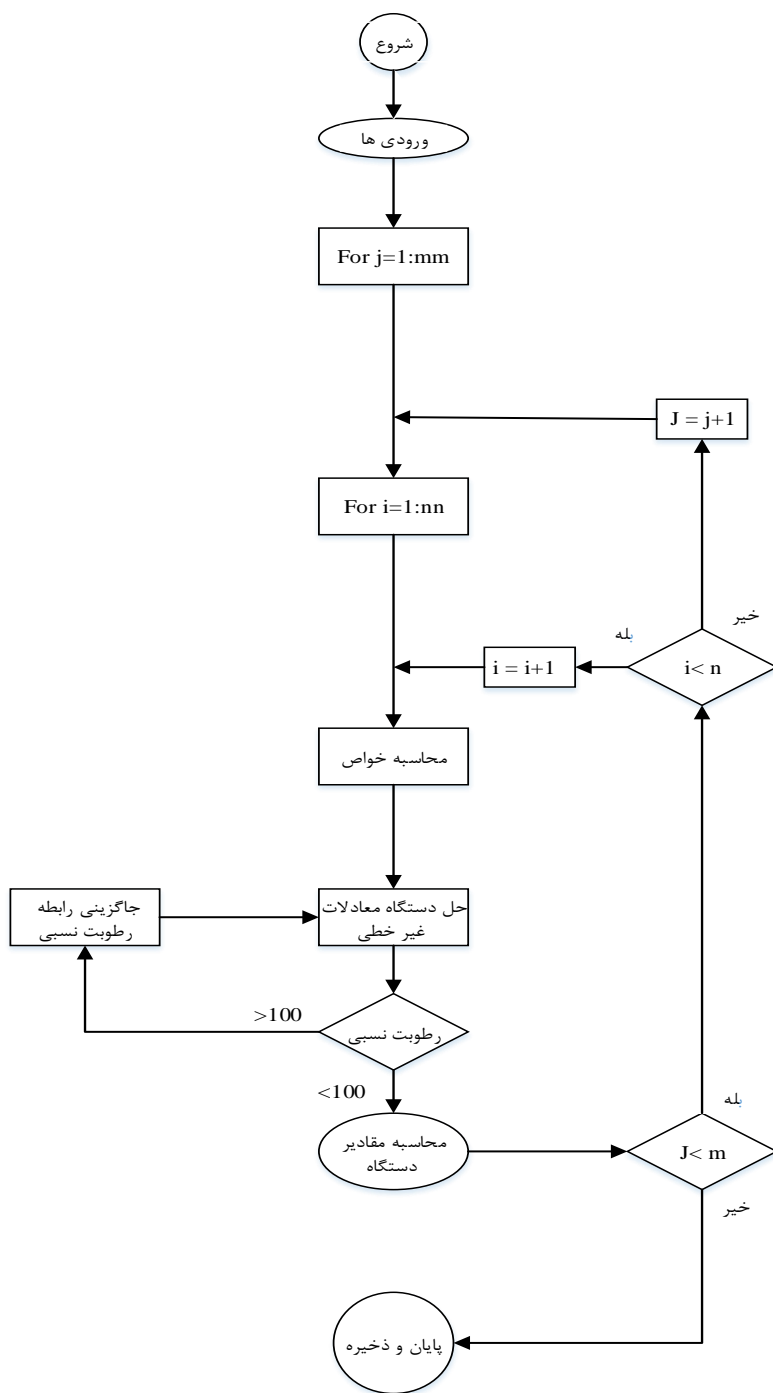 شروع
ورودی ها
For j=1:mm
J = j+1
For i=1:nn
خیر
بله
i< n
i = i+1
محاسبه خواص
جاگزینی رابطه
رطوبت نسبی
حل دستگاه معادلات
غیر خطی
>100
رطوبت نسبی
<100
بله
محاسبه مقادیر
دستگاه
J< m
خیر
پایان و ذخیره